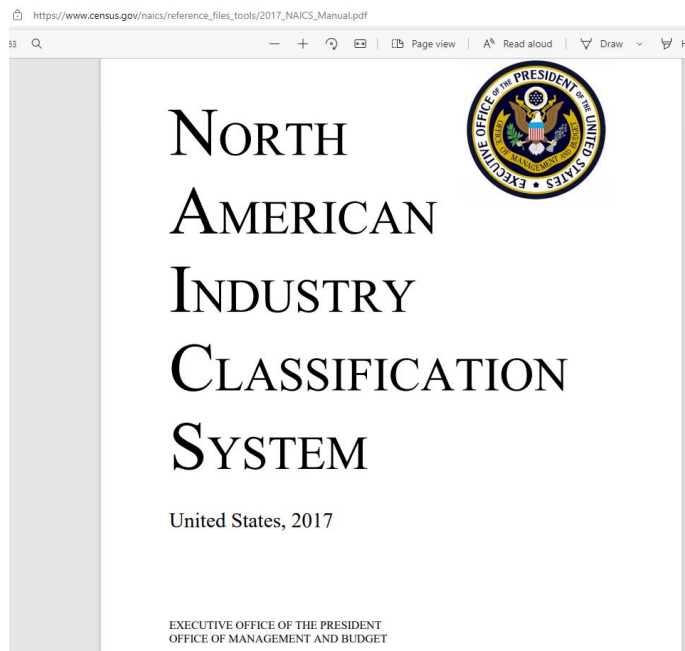 https://www.census.gov/naics/reference_files_tools/2017_NAICS_Manual.pdf
53
Page view
Read aloud
Draw
NORTH
AMERICAN
INDUSTRY
CLASSIFICATION
SYSTEM
EXECUTIVE OFFICE OF THE PRESIDENT OF THE UNITED STATES
OFFICE OF MANAGEMENT AND BUDGET
United States, 2017
EXECUTIVE OFFICE OF THE PRESIDENT
OFFICE OF MANAGEMENT AND BUDGET